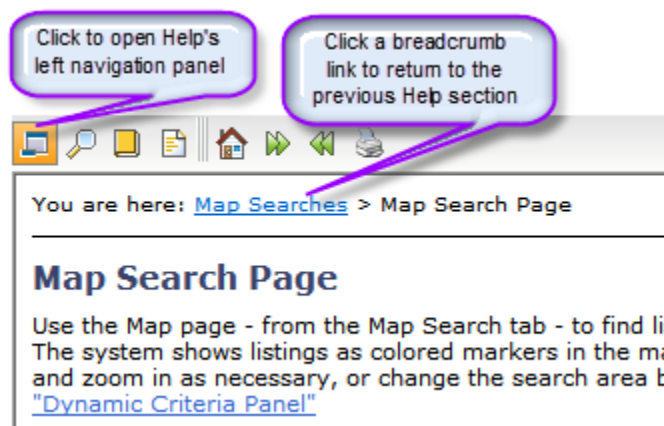 Click to open Help's
left navigation panel
Click a breadcrumb
link to return to the
previous Help section
You are here: Map Searches > Map Search Page
Map Search Page
Use the Map page - from the Map Search tab - to find
The system shows listings as colored markers in the
and zoom in as necessary, or change the search area
"Dynamic Criteria Panel"